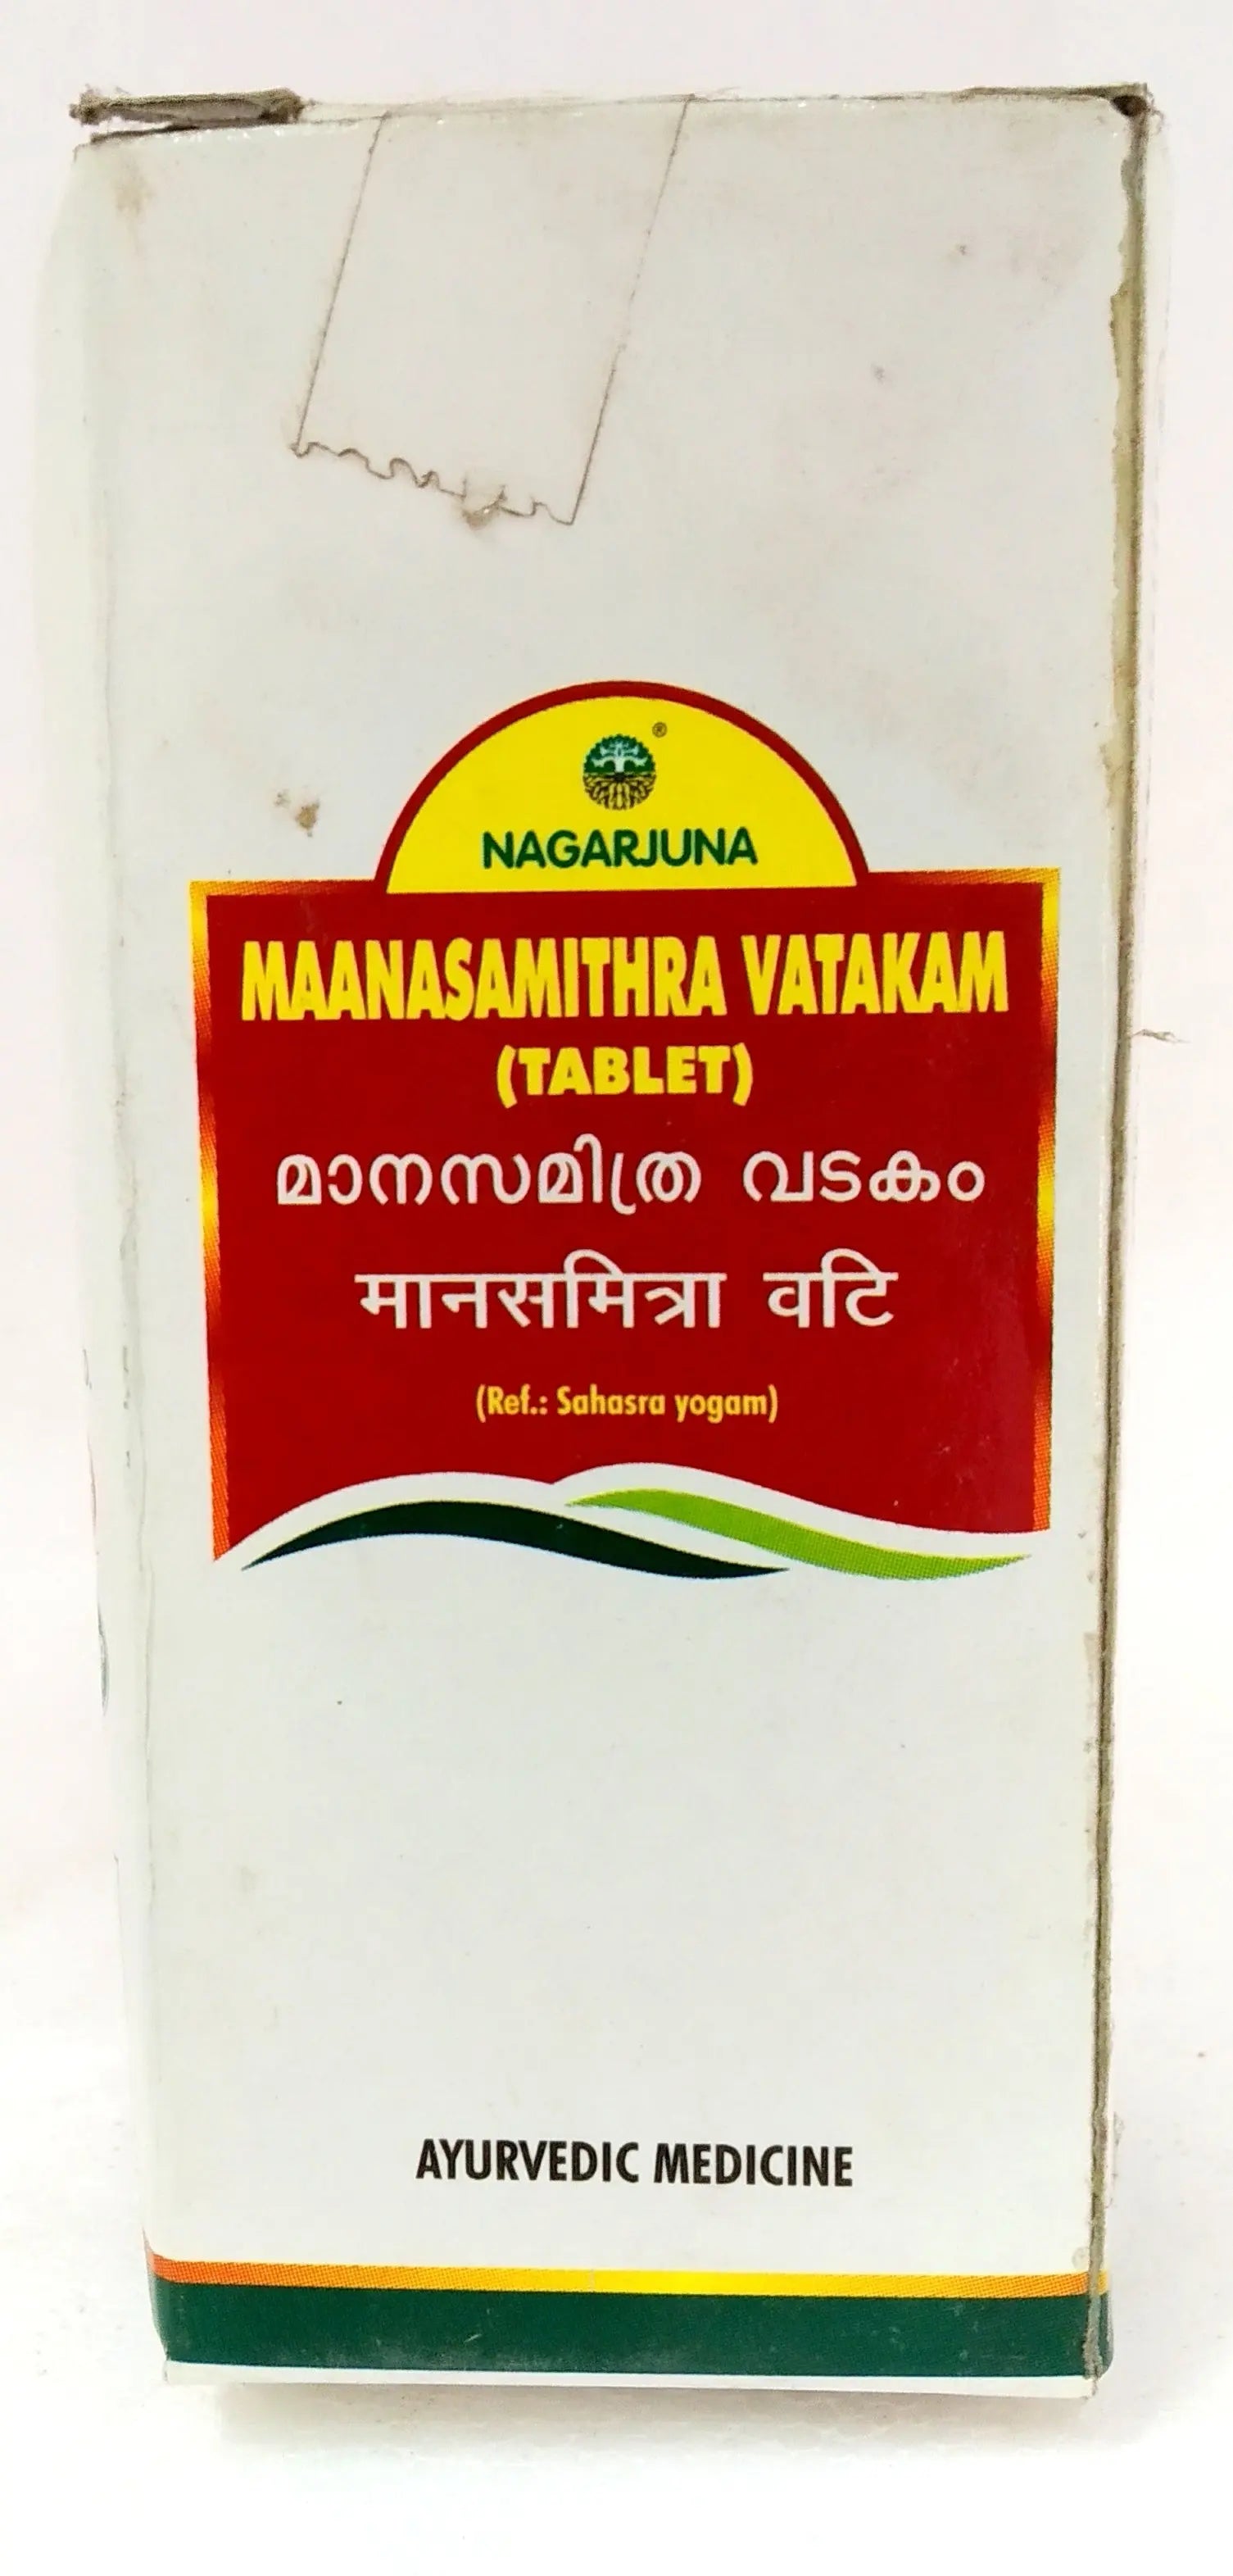 ®
NAGARJUNA
MAANASAMITHRA VATAKAM
(TABLET)
മാനസമിത്ര വടകം
मानसमित्रा वटि
(Ref.: Sahasra yogam)
AYURVEDIC MEDICINE